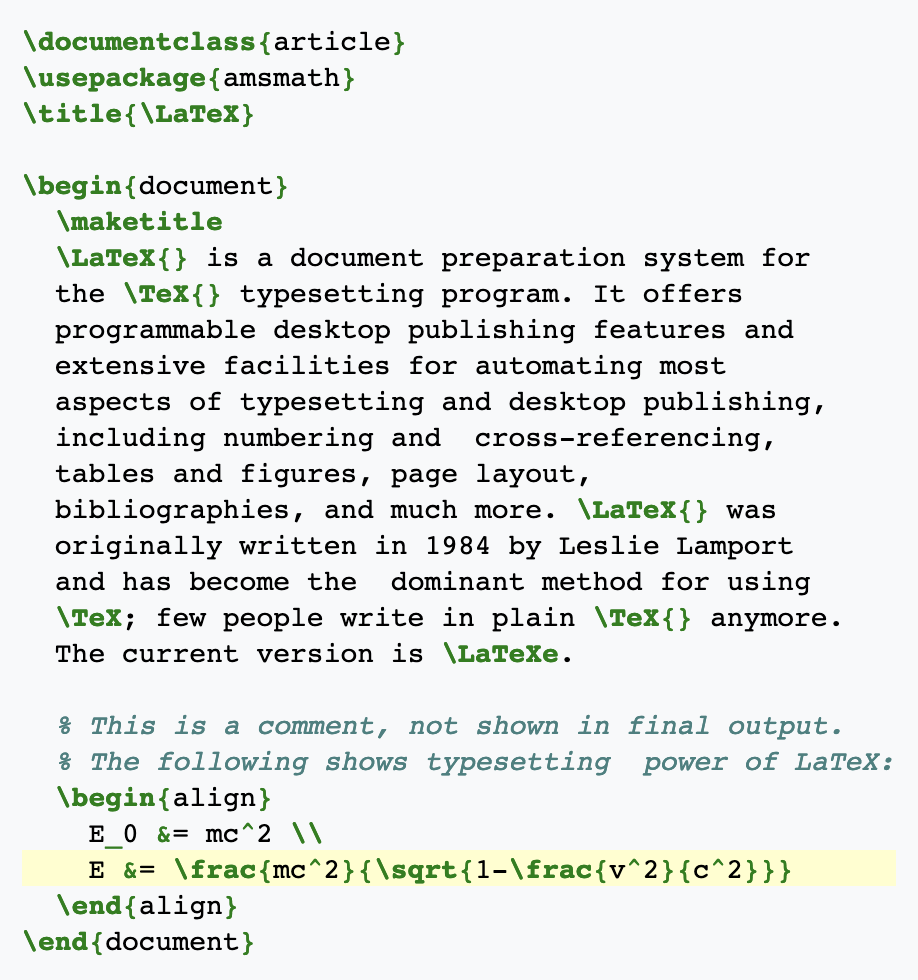 \documentclass{article}
\usepackage{amsmath}
\title{\LaTeX}

\begin{document}
  \maketitle
  \LaTeX{} is a document preparation system for
  the \TeX{} typesetting program. It offers
  programmable desktop publishing features and
  extensive facilities for automating most
  aspects of typesetting and desktop publishing,
  including numbering and  cross-referencing,
  tables and figures, page layout,
  bibliographies, and much more. \LaTeX{} was
  originally written in 1984 by Leslie Lamport
  and has become the  dominant method for using
  \TeX; few people write in plain \TeX{} anymore.
  The current version is \LaTeXe.

  % This is a comment, not shown in final output.
  % The following shows typesetting  power of LaTeX:
  \begin{align}
    E_0 &= mc^2 \\
    E &= \frac{mc^2}{\sqrt{1-\frac{v^2}{c^2}}}
  \end{align}
\end{document}